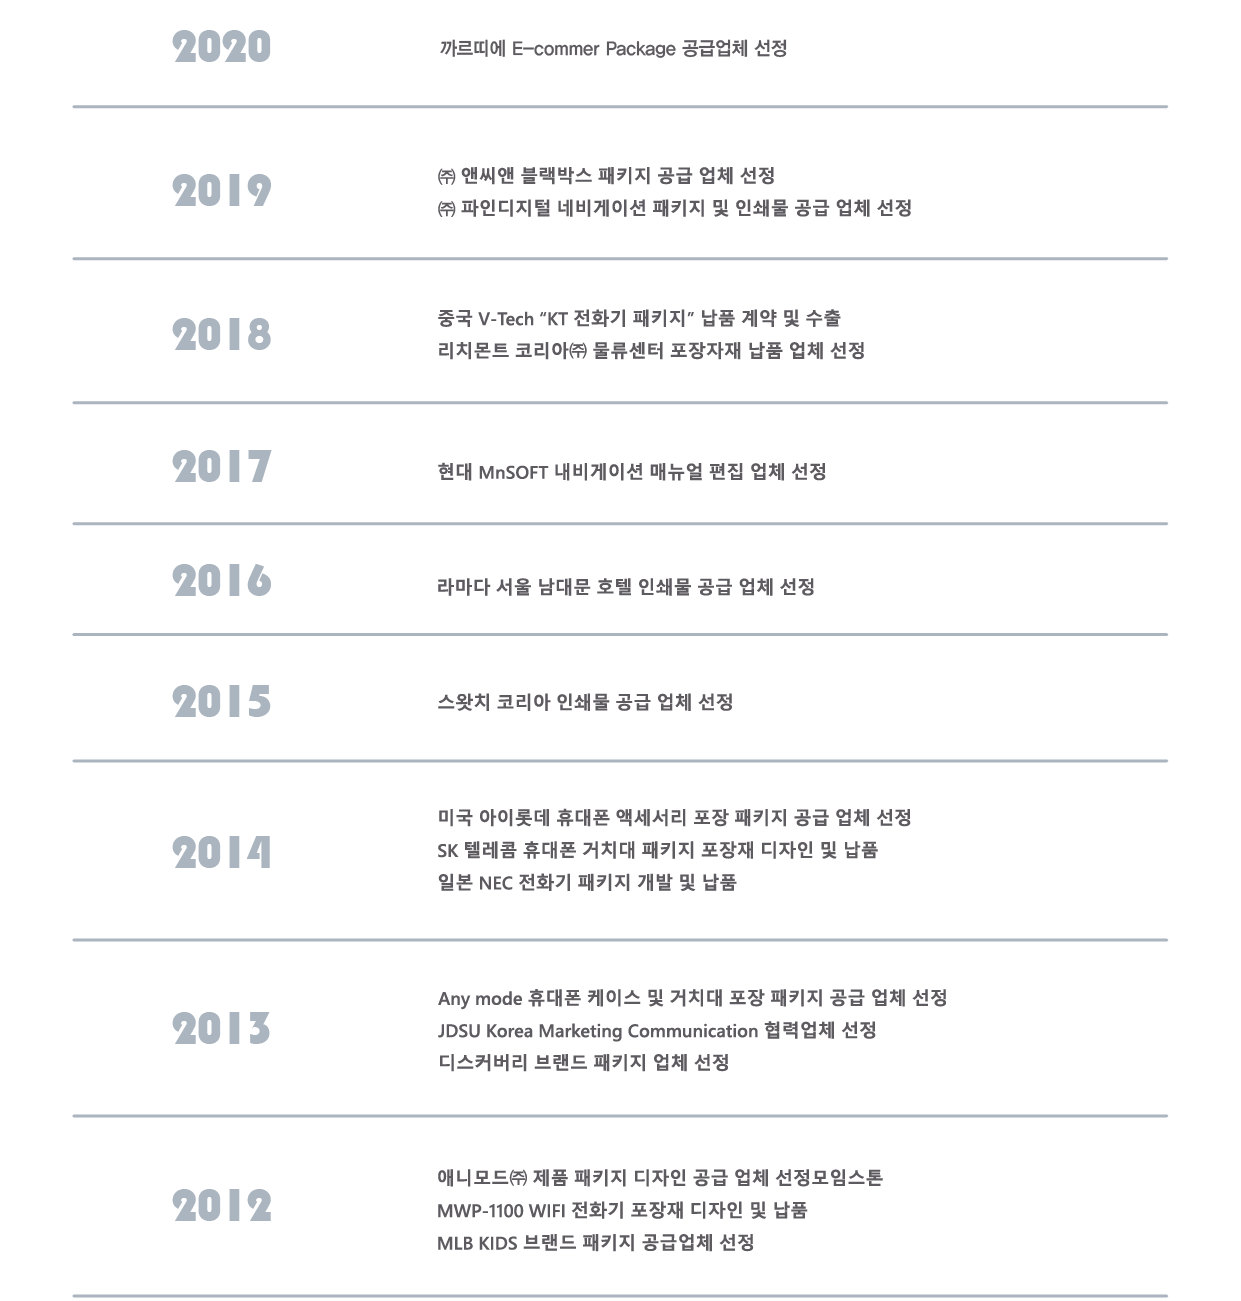 2020
까르띠에 E-commer Package 공급업체 선정
2019
㈜ 앤씨앤 블랙박스 패키지 공급 업체 선정
㈜ 파인디지털 네비게이션 패키지 및 인쇄물 공급 업체 선정
2018
중국 V-Tech “KT 전화기 패키지” 납품 계약 및 수출
리치몬트 코리아㈜ 물류센터 포장자재 납품 업체 선정
2017
현대 MnSOFT 내비게이션 매뉴얼 편집 업체 선정
2016
라마다 서울 남대문 호텔 인쇄물 공급 업체 선정
2015
스왓치 코리아 인쇄물 공급 업체 선정
2014
미국 아이롯데 휴대폰 액세서리 포장 패키지 공급 업체 선정
SK 텔레콤 휴대폰 거치대 패키지 포장재 디자인 및 납품
일본 NEC 전화기 패키지 개발 및 납품
2013
Any mode 휴대폰 케이스 및 거치대 포장 패키지 공급 업체 선정
JDSU Korea Marketing Communication 협력업체 선정
디스커버리 브랜드 패키지 업체 선정
2012
애니모드㈜ 제품 패키지 디자인 공급 업체 선정모임스톤
MWP-1100 WIFI 전화기 포장재 디자인 및 납품
MLB KIDS 브랜드 패키지 공급업체 선정